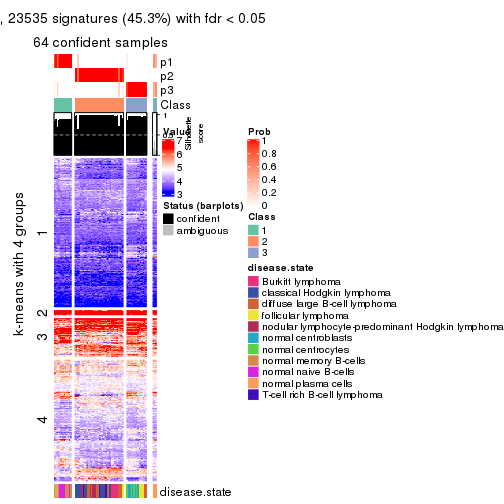 , 23535 signatures (45.3%) with fdr < 0.05
64 confident samples
p1
p2
p3
Class
1
0.5
Silhouette
score
Value
7
6
5
4
3
Status (barplots)
confident
ambiguous
Prob
1
0.8
0.6
0.4
0.2
0
Class
1
2
3
disease.state
Burkitt lymphoma
classical Hodgkin lymphoma
diffuse large B-cell lymphoma
follicular lymphoma
nodular lymphocyte-predominant Hodgkin lymphoma
normal centroblasts
normal centrocytes
normal memory B-cells
normal naive B-cells
normal plasma cells
T-cell rich B-cell lymphoma
k-means with 4 groups
1
2
3
4
disease.state